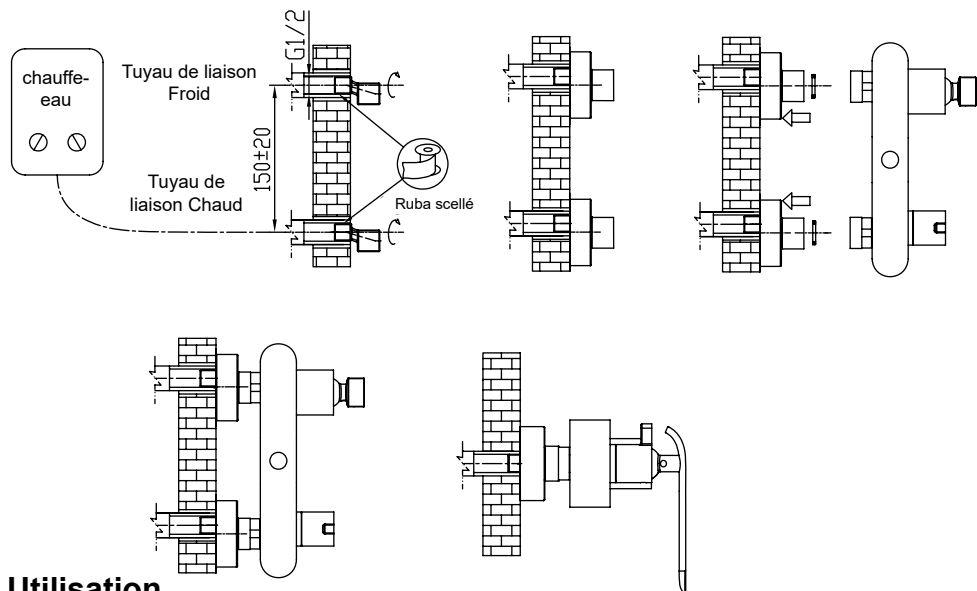 G1/2
chauffe-
eau
Tuyau de liaison
Froid
150±20
Tuyau de
liaison Chaud
Ruba scellé
Utilisation